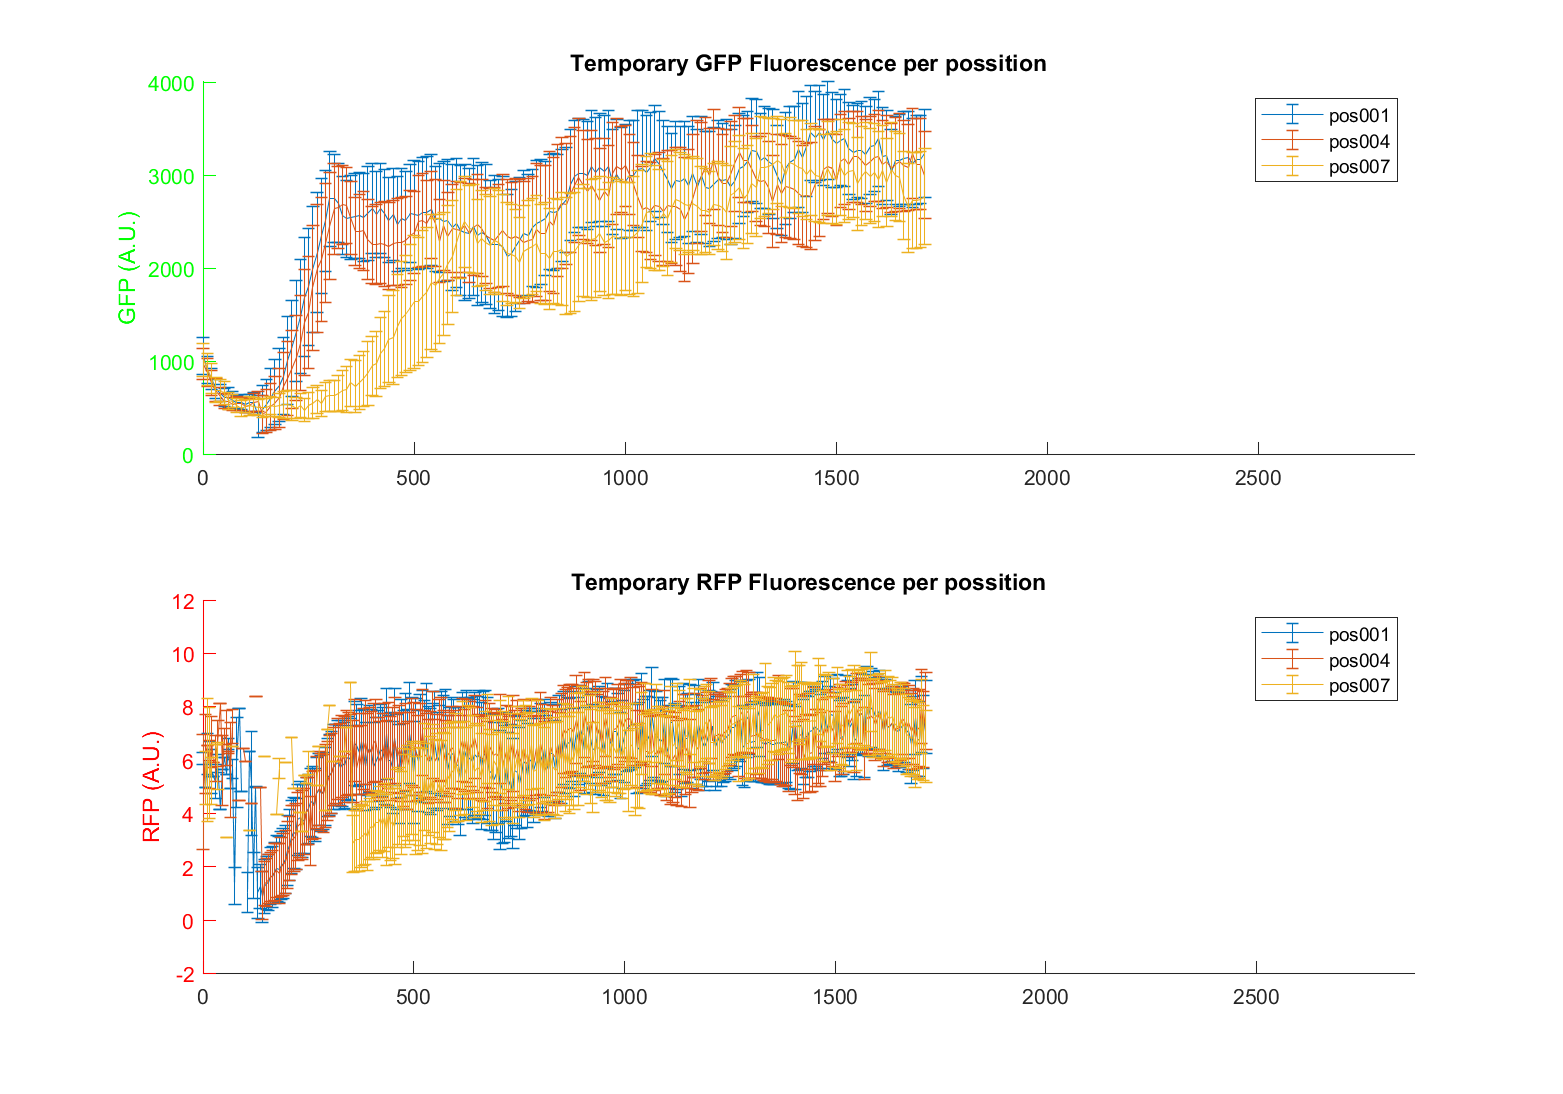 Temporary GFP Fluorescence per possition
GFP (A.U.)
4000
3000
2000
1000
0
0 500 1000 1500 2000 2500
pos001
pos004
pos007
Temporary RFP Fluorescence per possition
RFP (A.U.)
12
10
8
6
4
2
0
-2
0 500 1000 1500 2000 2500
pos001
pos004
pos007